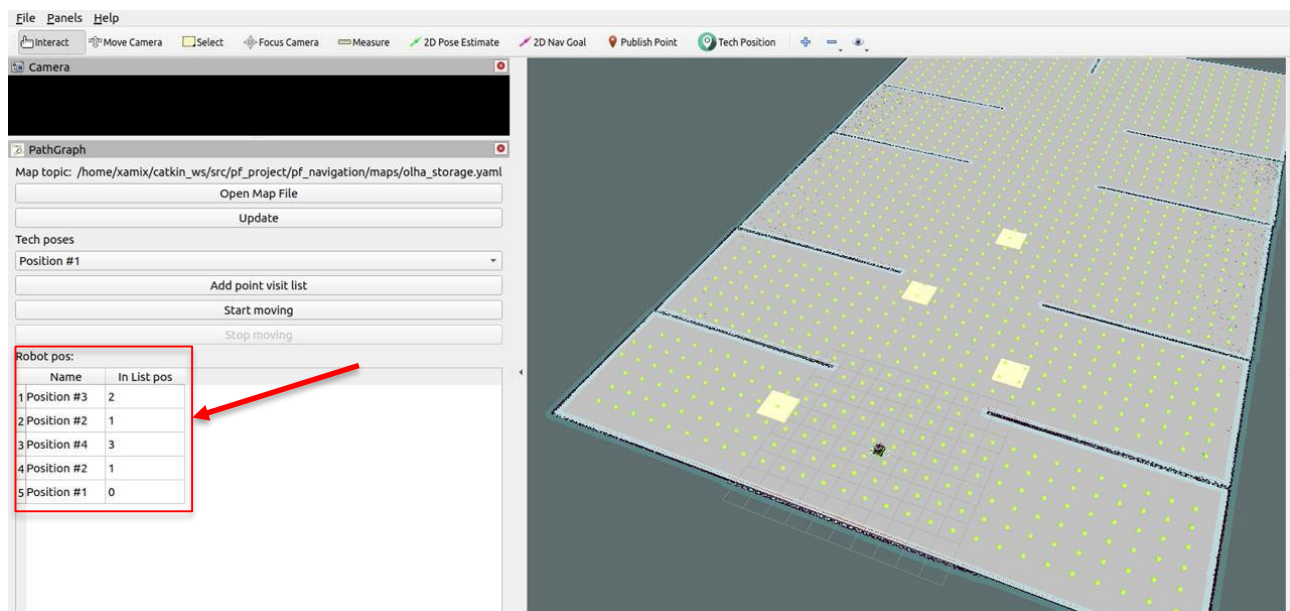 File Panels Help
Interact Move Camera Select Focus Camera Measure 2D Pose Estimate 2D Nav Goal Publish Point Tech Position
Camera
PathGraph
Map topic: /home/xamix/catkin_ws/src/pf_project/pf_navigation/maps/olha_storage.yaml
Open Map File
Update
Tech poses
Position #1
Add point visit list
Start moving
Stop moving
Robot pos:
Name In List pos
1 Position #3 2
2 Position #2 1
3 Position #4 3
4 Position #2 1
5 Position #1 0